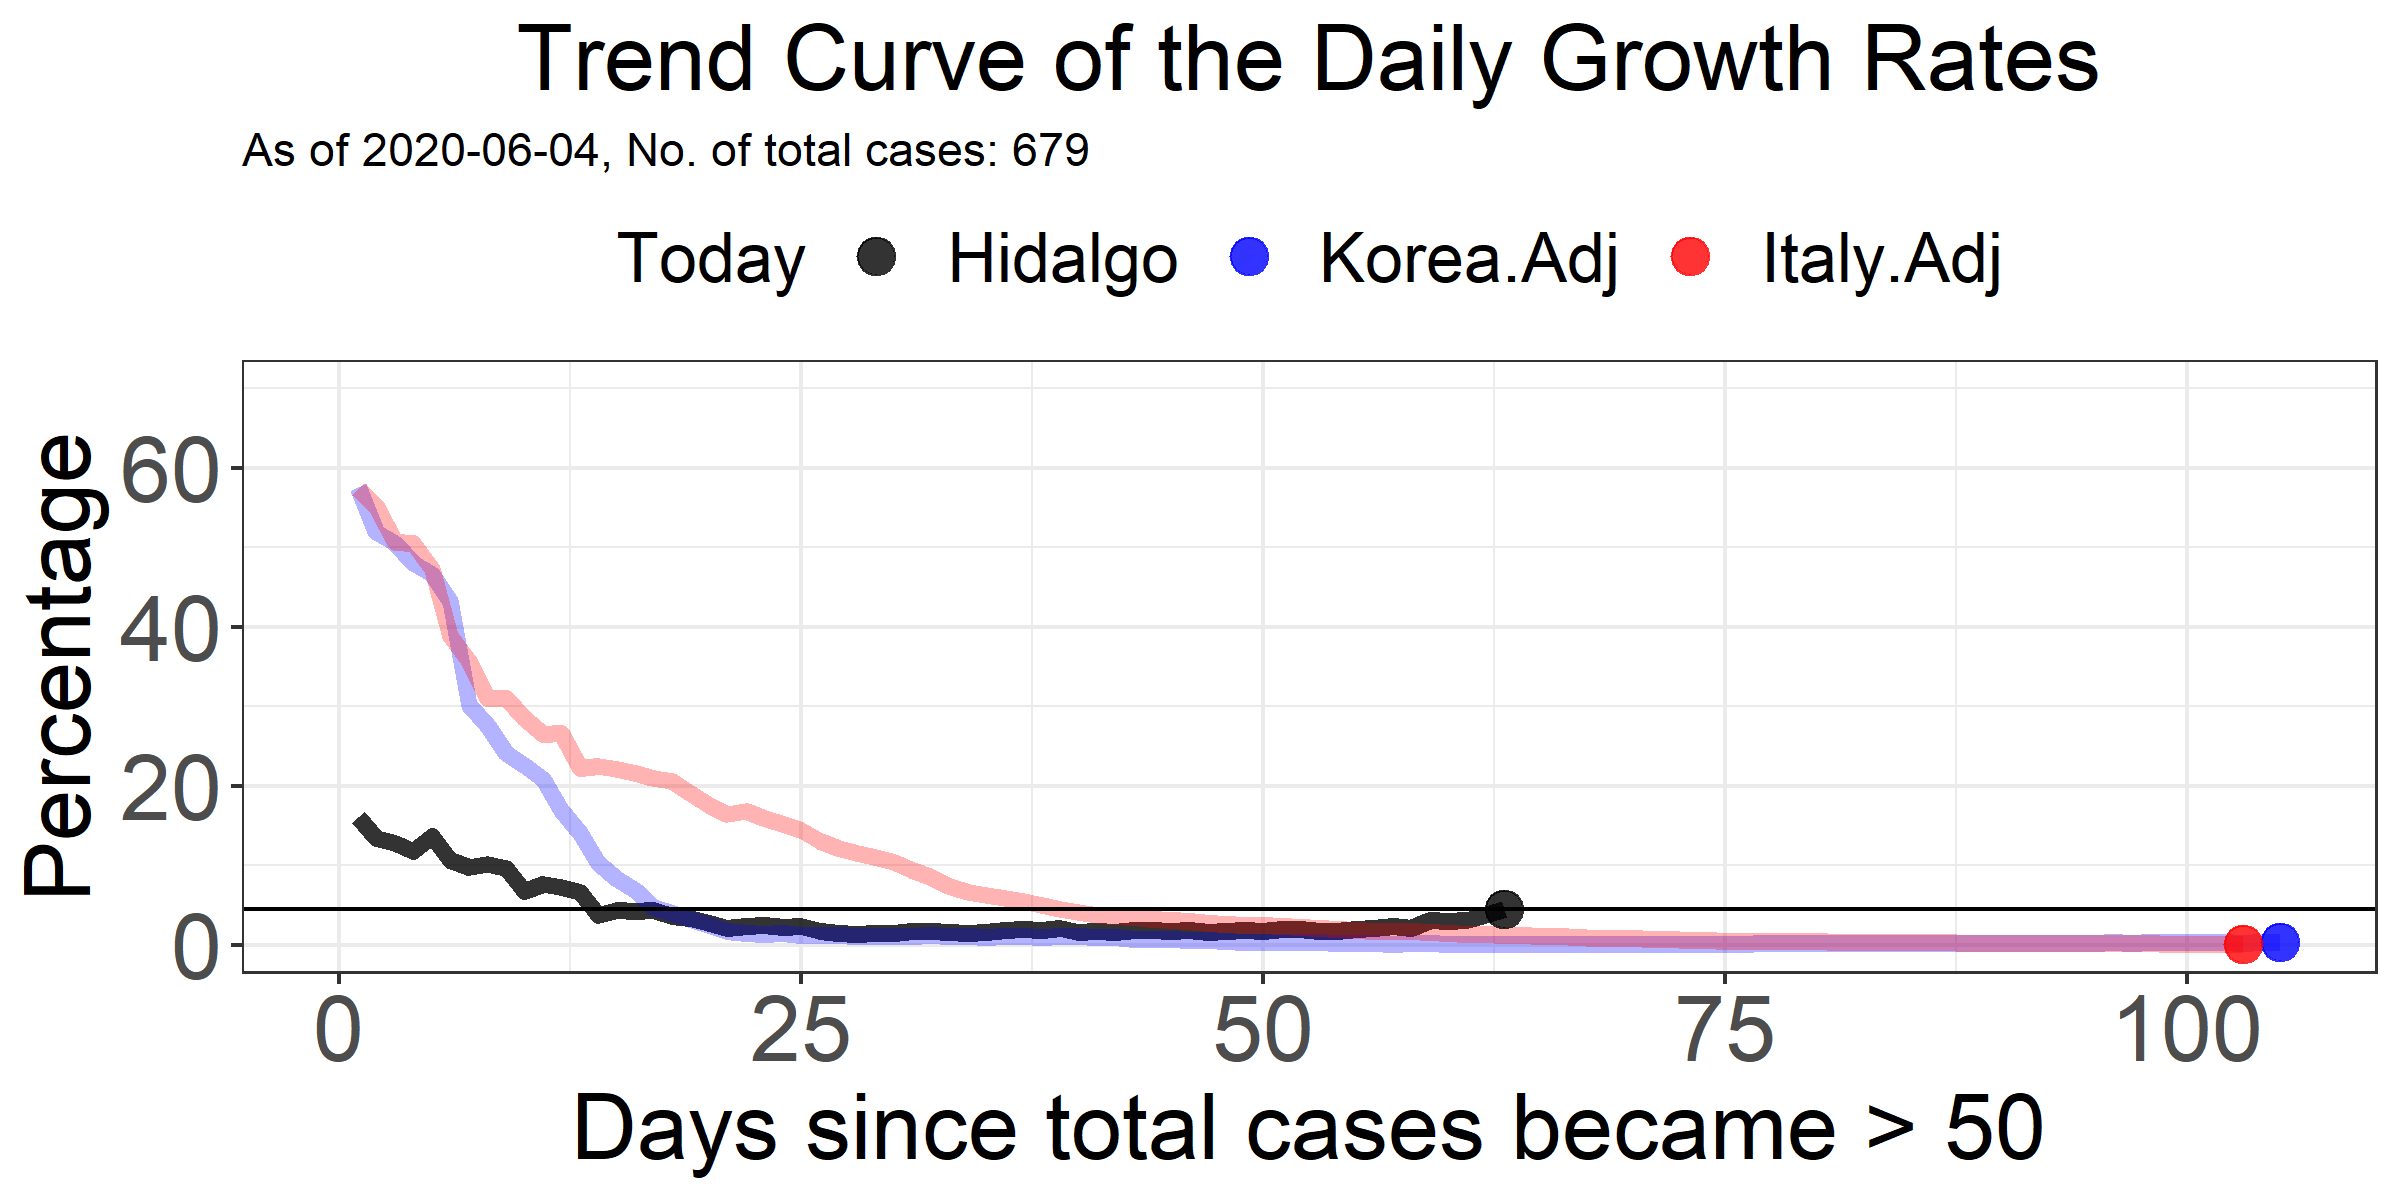 Trend Curve of the Daily Growth Rates
As of 2020-06-04, No. of total cases: 679
Today Hidalgo Korea.Adj Italy.Adj
Percentage
60
40
20
0
0 25 50 75 100
Days since total cases became > 50